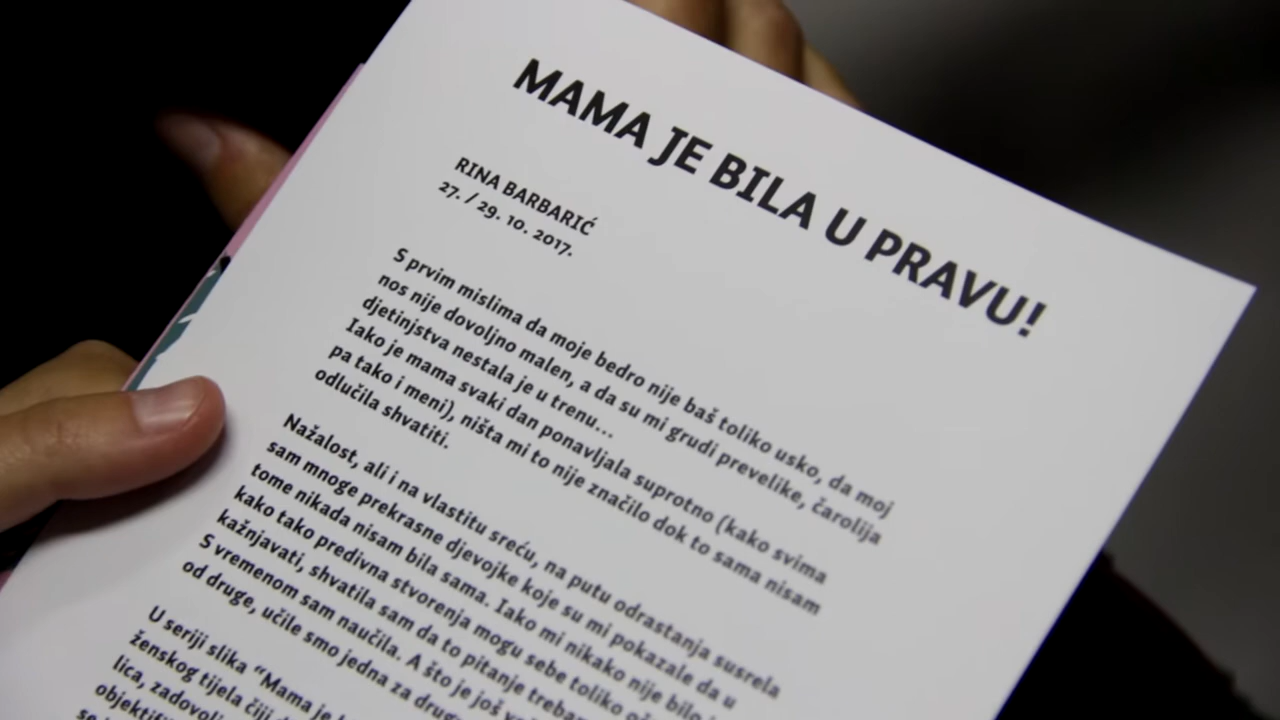 MAMA JE BILA U PRAVU!
RINA BARBARIĆ
27. / 29. 10. 2017.
S prvim mislima da moje bedro nije baš toliko usko, da moj
nos nije dovoljno malen, a da su mi grudi prevelike, čarolija
djetinjstva nestala je u trenu...
Iako je mama svaki dan ponavljala suprotno (kako svima
pa tako i meni), ništa mi to nije značilo dok to sama nisam
odlučila shvatiti.
Nažalost, ali i na vlastitu sreću, na putu odrastanja susrela
sam mnoge prekrasne djevojke koje su mi pokazale da u
tome nikada nisam bila sama. Iako mi nikako nije bilo
kako tako predivna stvorenja mogu sebe toliko
kažnjavati, shvatila sam da to pitanje
S vremenom sam naučila. A što je još
od druge, učile smo jedna za
U seriji slika "Mama je
ženskog tijela čiji
lica,